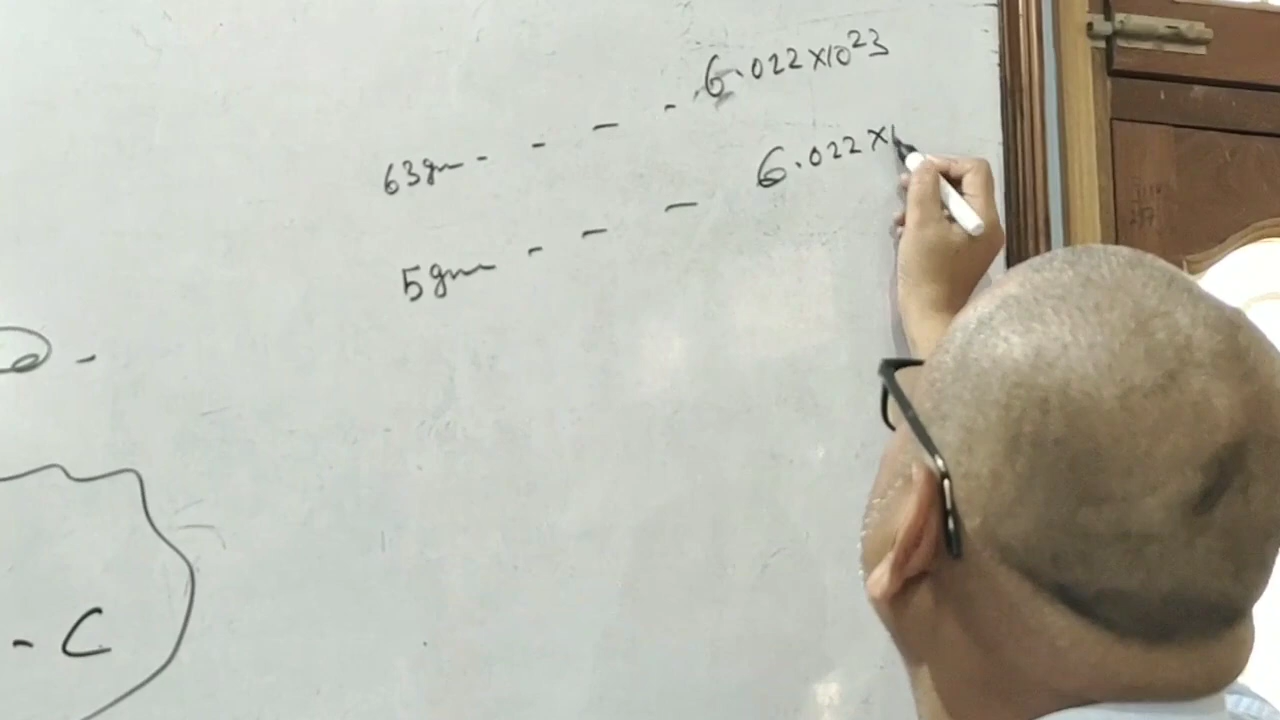 63gm - - - - 6.022×10²³
5gm - - - 6.022×1
-
- C